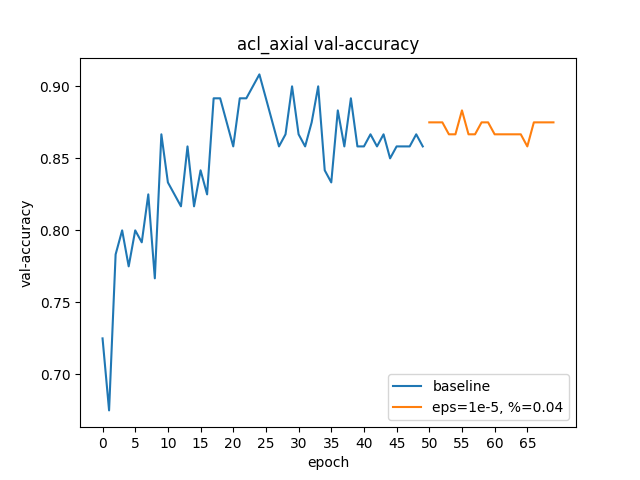 acl_axial val-accuracy
0.90
0.85
0.80
0.75
0.70
val-accuracy
baseline
eps=1e-5, %=0.04
0 5 10 15 20 25 30 35 40 45 50 55 60 65
epoch